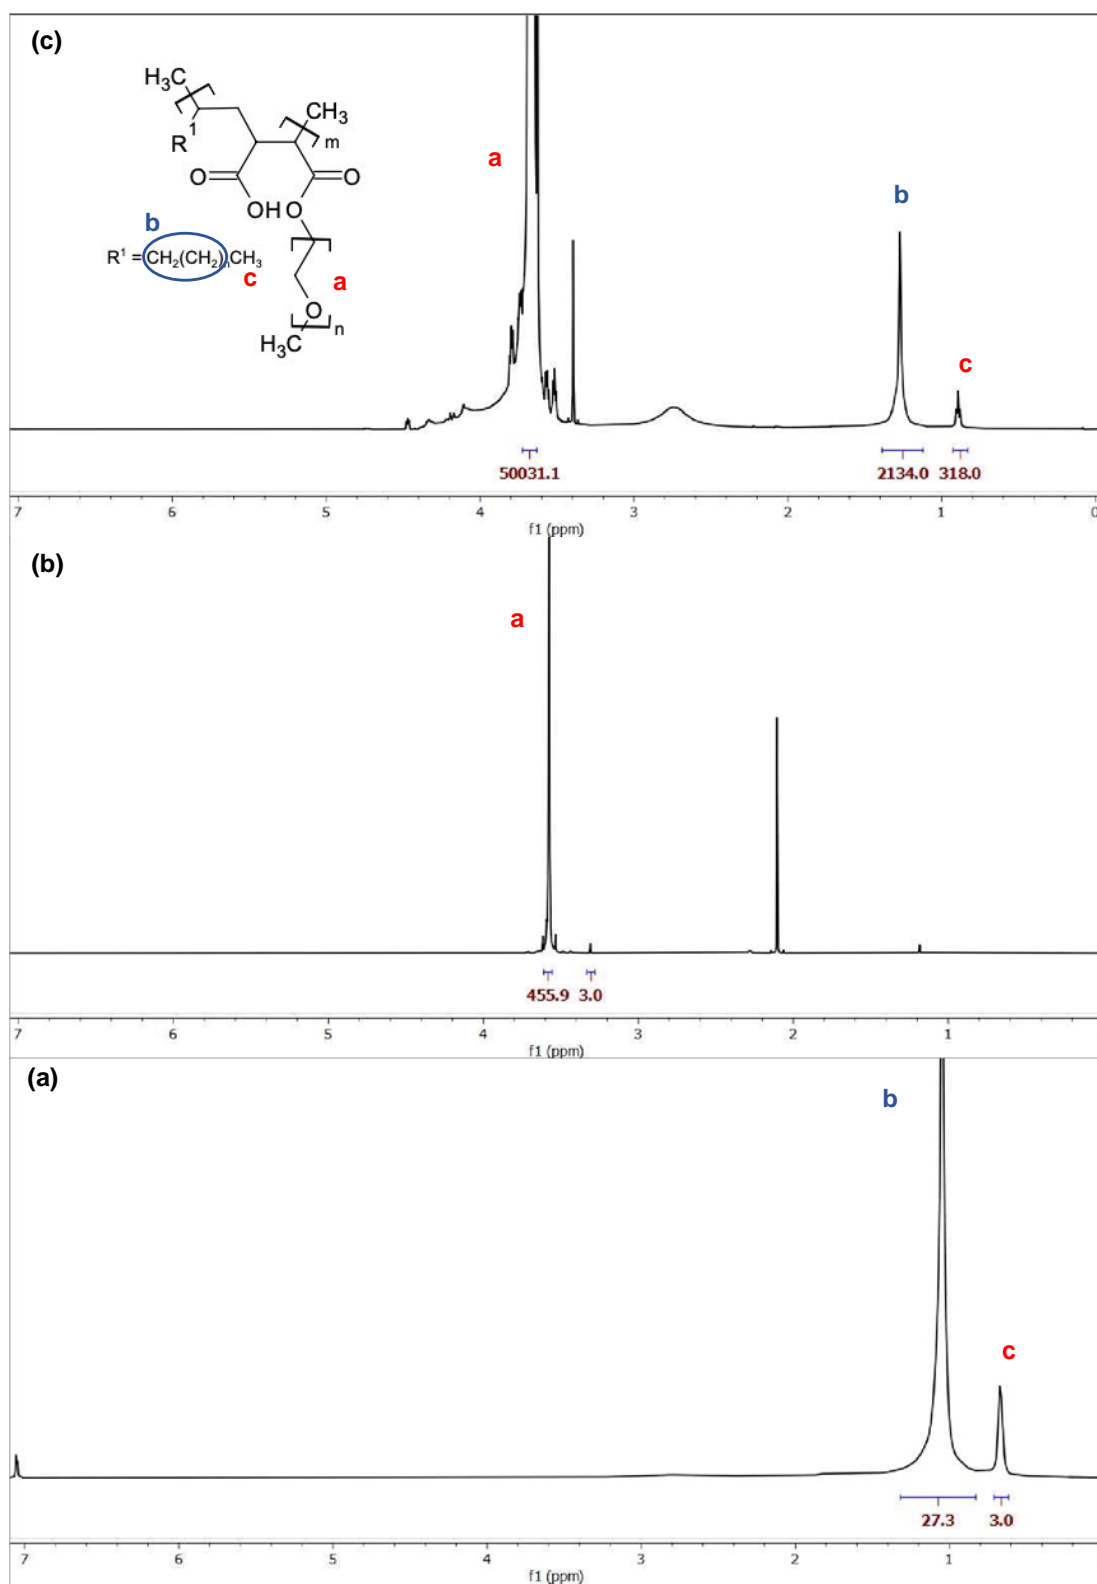 (c)
H3C
CH3
R1
m
O
O
OH
O
b
R1 = CH2(CH2)nCH3
c
a
O
n
H3C
a
b
c
50031.1
2134.0 318.0
7 6 5 4 3 2 1 0
f1 (ppm)
(b)
a
455.9 3.0
7 6 5 4 3 2 1
f1 (ppm)
(a)
b
c
27.3 3.0
7 6 5 4 3 2 1
f1 (ppm)